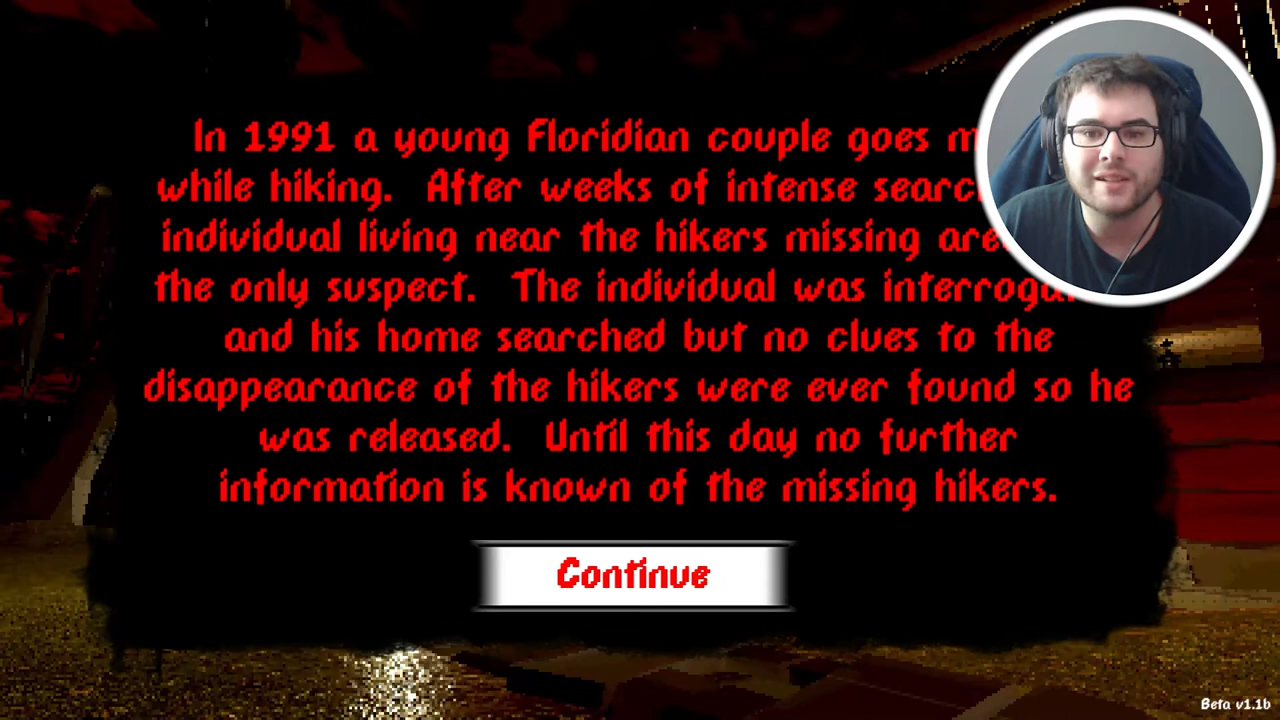 In 1991 a young Floridian couple goes
while hiking.  After weeks of intense
individual living near the hikers missing
the only suspect.  The individual was
and his home searched but no clues to the
disappearance of the hikers were ever found so he
was released.  Until this day no further
information is known of the missing hikers.
Continue
Beta v1.1b